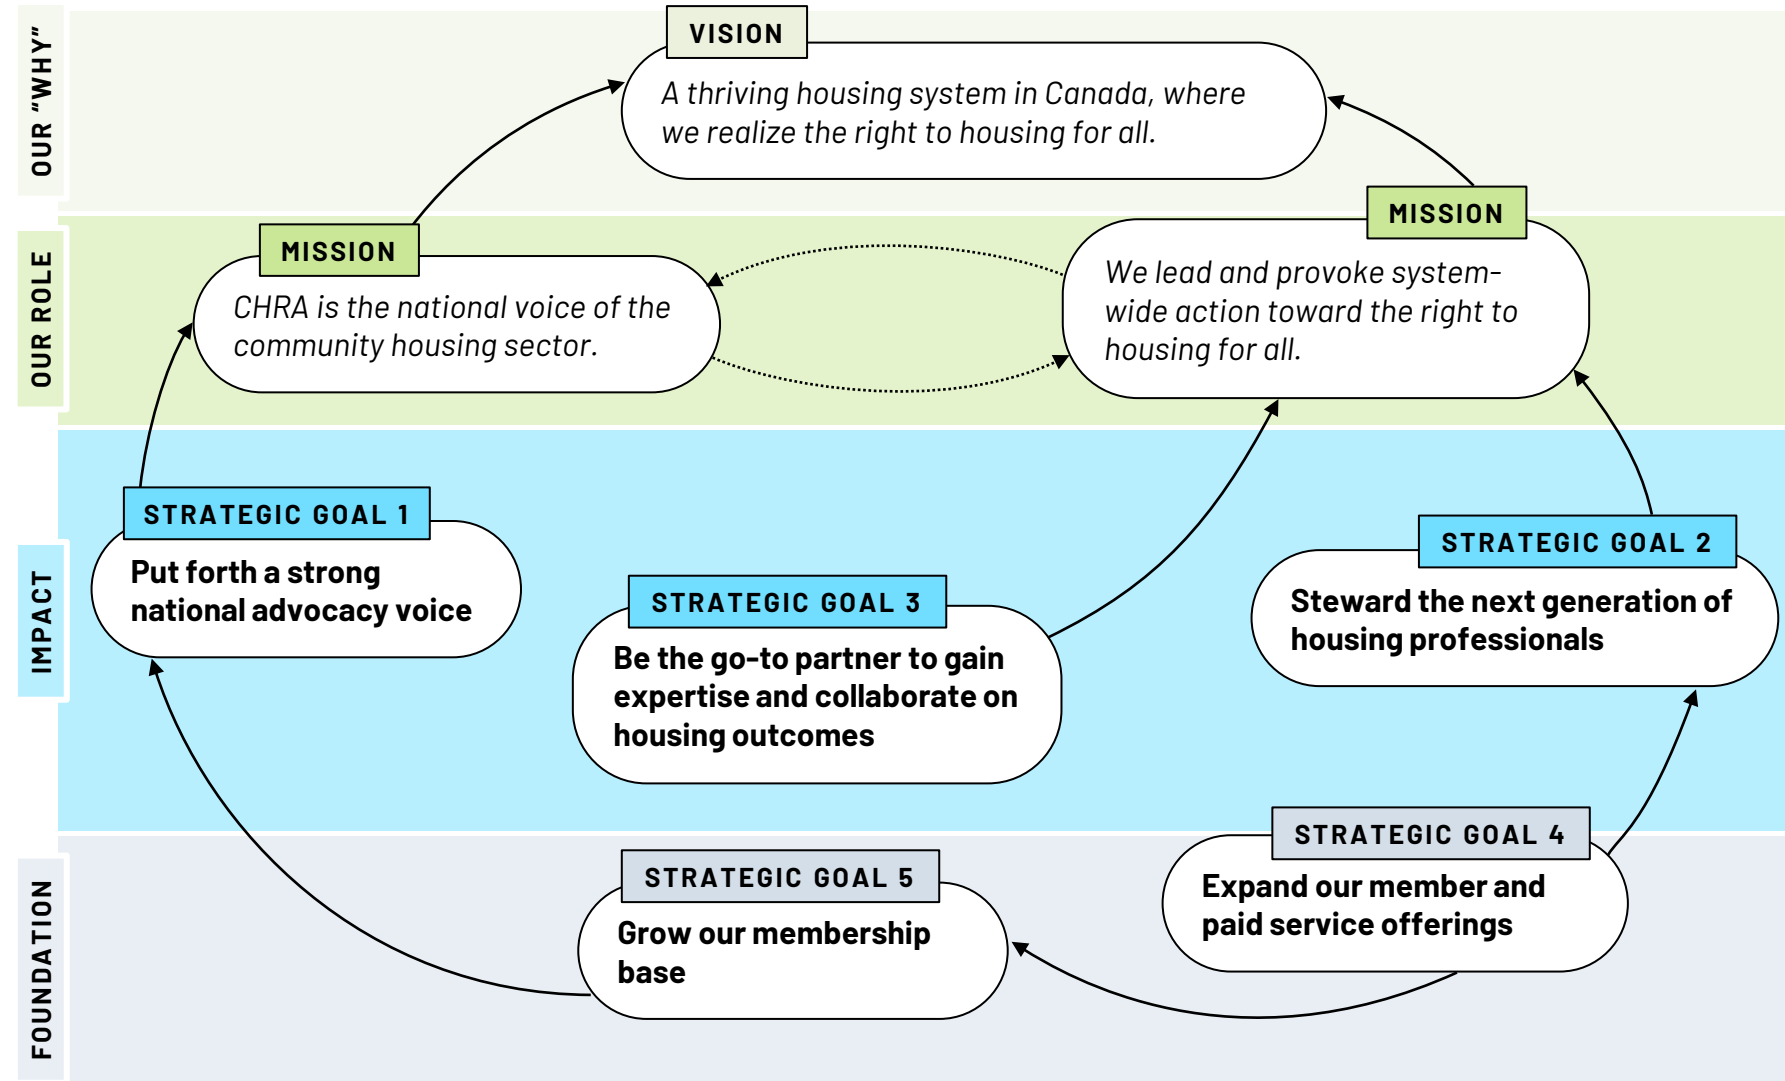 OUR "WHY"
VISION
A thriving housing system in Canada, where
we realize the right to housing for all.
OUR ROLE
MISSION
CHRA is the national voice of the
community housing sector.
MISSION
We lead and provoke system-
wide action toward the right to
housing for all.
IMPACT
STRATEGIC GOAL 1
Put forth a strong
national advocacy voice
STRATEGIC GOAL 3
Be the go-to partner to gain
expertise and collaborate on
housing outcomes
STRATEGIC GOAL 2
Steward the next generation of
housing professionals
FOUNDATION
STRATEGIC GOAL 5
Grow our membership
base
STRATEGIC GOAL 4
Expand our member and
paid service offerings